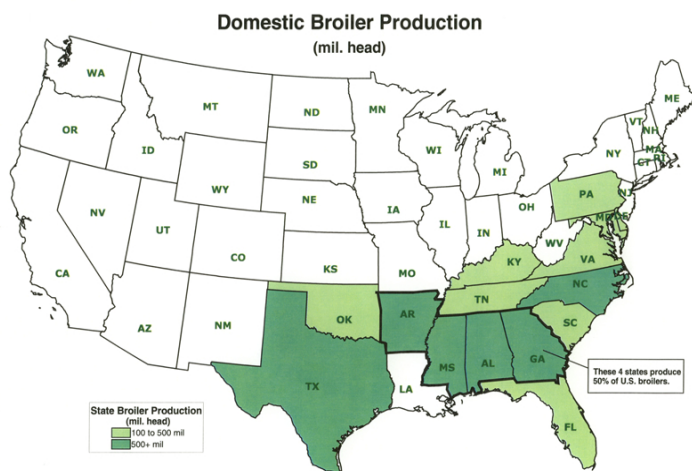 Domestic Broiler Production
(mil. head)
WA
MT
ND
MN
ME
VT
NH
OR
ID
SD
WI
MI
NY
MA
CT
RI
WY
NE
IA
PA
NJ
OH
IL
IN
MD
DE
NV
UT
CO
KS
MO
WV
KY
VA
CA
AZ
NM
OK
AR
TN
NC
SC
MS
AL
GA
TX
LA
FL
These 4 states produce
50% of U.S. broilers.
State Broiler Production
(mil. head)
100 to 500 mil
500+ mil